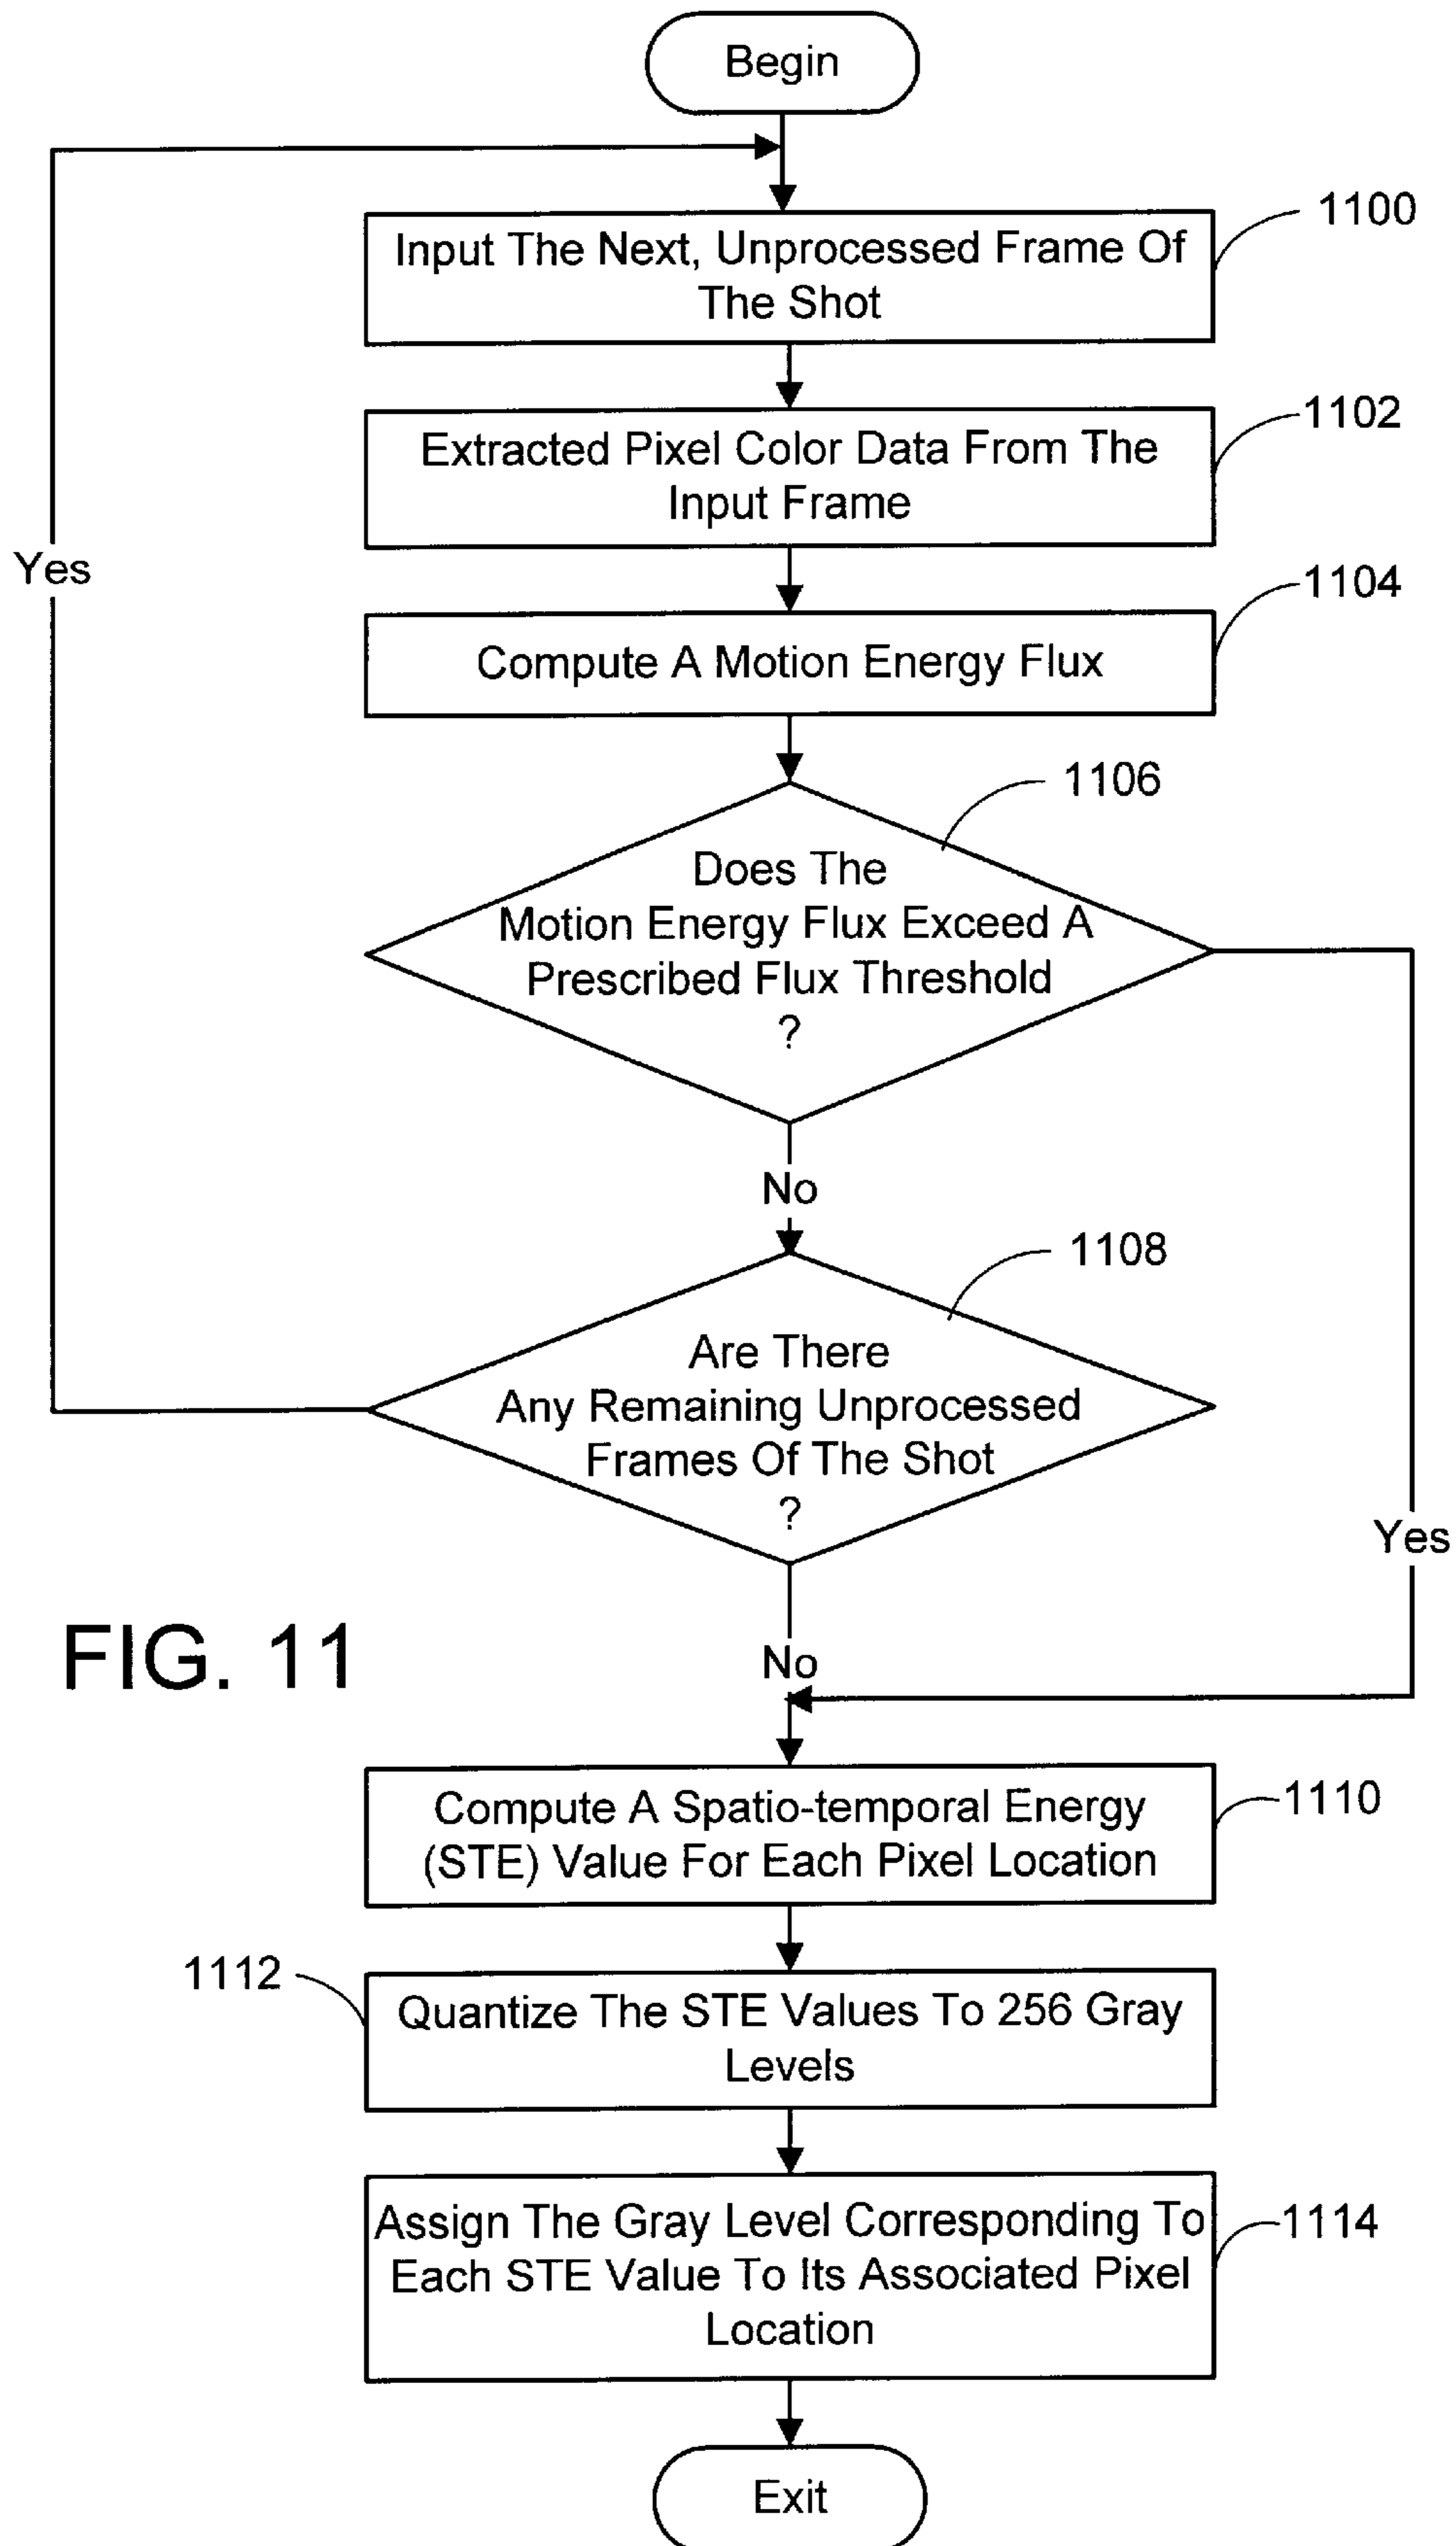 Begin
1100
Input The Next, Unprocessed Frame Of
The Shot
1102
Extracted Pixel Color Data From The
Input Frame
Yes
1104
Compute A Motion Energy Flux
1106
Does The
Motion Energy Flux Exceed A
Prescribed Flux Threshold
?
No
1108
Are There
Any Remaining Unprocessed
Frames Of The Shot
?
Yes
FIG. 11
No
1110
Compute A Spatio-temporal Energy
(STE) Value For Each Pixel Location
1112
Quantize The STE Values To 256 Gray
Levels
1114
Assign The Gray Level Corresponding To
Each STE Value To Its Associated Pixel
Location
Exit